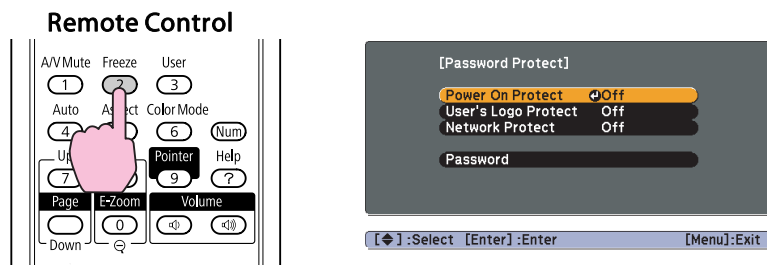 Remote Control
A/V Mute Freeze User
1 2 3
Auto Color Mode
4 6 Num
Pointer Help
7 9 ?
Page E-Zoom Volume
0
Down
[Password Protect]
Power On Protect Off
User's Logo Protect Off
Network Protect Off
Password
[ ] :Select [Enter] :Enter [Menu]:Exit